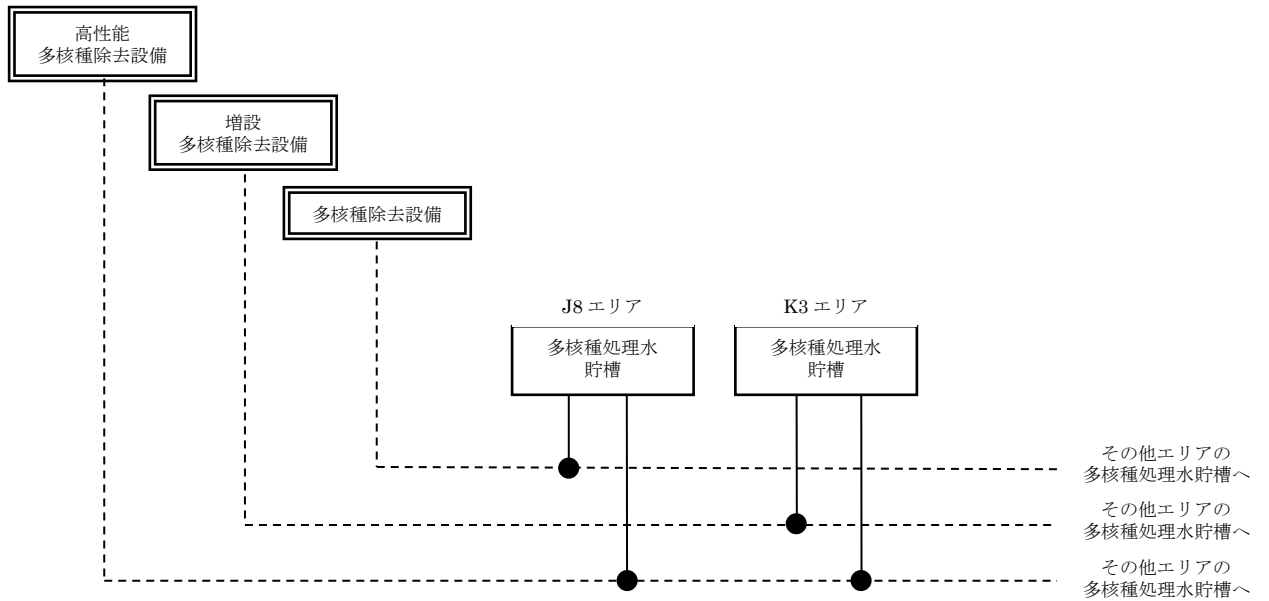 高性能
多核種除去設備
増設
多核種除去設備
多核種除去設備
J8 エリア
K3 エリア
多核種処理水
貯槽
多核種処理水
貯槽
その他エリアの
多核種処理水貯槽へ
その他エリアの
多核種処理水貯槽へ
その他エリアの
多核種処理水貯槽へ